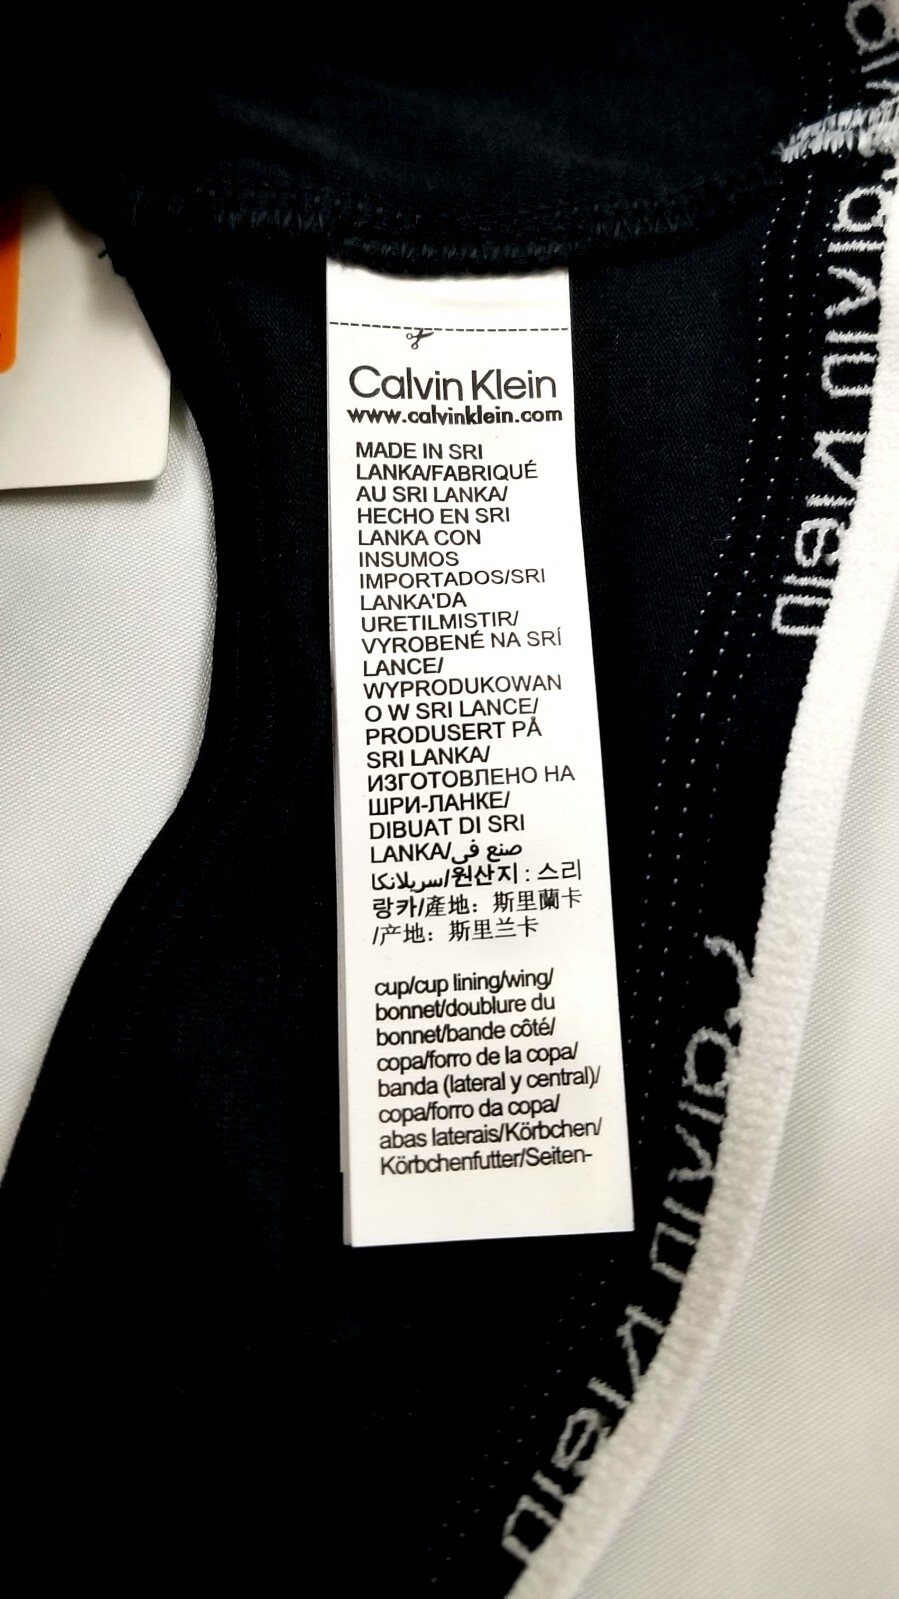 Calvin Klein
www.calvinklein.com
MADE IN SRI
LANKA/FABRIQUÉ
AU SRI LANKA/
HECHO EN SRI
LANKA CON
INSUMOS
IMPORTADOS/SRI
LANKA'DA
URETILMISTIR/
VYROBENÉ NA SRÍ
LANCE/
WYPRODUKOWAN
O W SRI LANCE/
PRODUSERT PÅ
SRI LANKA/
ИЗГОТОВЛЕНО НА
ШРИ-ЛАНКЕ/
DIBUAT DI SRI
LANKA/صنع في
سريلانكا/원산지 : 스리
랑카/產地：斯里蘭卡
/产地：斯里兰卡
cup/cup lining/wing/
bonnet/doublure du
bonnet/bande côté/
copa/forro de la copa/
banda (lateral y central)/
copa/forro da copa/
abas laterais/Körbchen/
Körbchenfutter/Seiten-
Calvin Klein
Calvin Klein